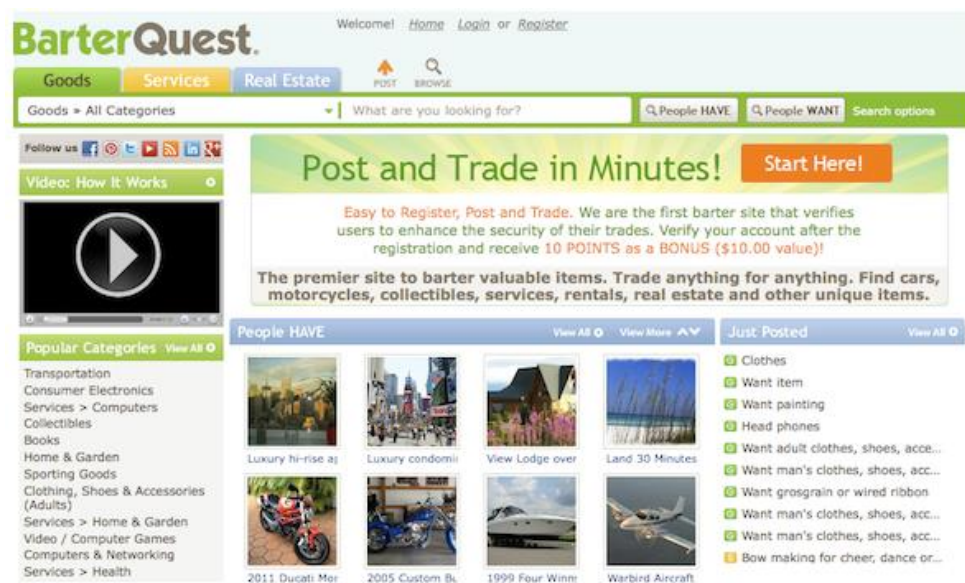 Welcome! Home Login or Register
BarterQuest.
Goods Services Real Estate
POST BROWSE
Goods » All Categories What are you looking for? People HAVE People WANT Search options
Follow us
Video: How It Works
Post and Trade in Minutes! Start Here!
Easy to Register, Post and Trade. We are the first barter site that verifies
users to enhance the security of their trades. Verify your account after the
registration and receive 10 POINTS as a BONUS ($10.00 value)!
The premier site to barter valuable items. Trade anything for anything. Find cars,
motorcycles, collectibles, services, rentals, real estate and other unique items.
Popular Categories View All
Transportation
Consumer Electronics
Services > Computers
Collectibles
Books
Home & Garden
Sporting Goods
Clothing, Shoes & Accessories
(Adults)
Services > Home & Garden
Video / Computer Games
Computers & Networking
Services > Health
People HAVE View All View More
Luxury hi-rise Luxury condomi View Lodge over Land 30 Minutes
2011 Ducati Mor 2005 Custom 1999 Four Winn Warbird Aircraft
Just Posted View All
Clothes
Want item
Want painting
Head phones
Want adult clothes, shoes, acce...
Want man's clothes, shoes, acc...
Want grosgrain or wired ribbon
Want man's clothes, shoes, acc...
Want man's clothes, shoes, acc...
Bow making for cheer, dance or...